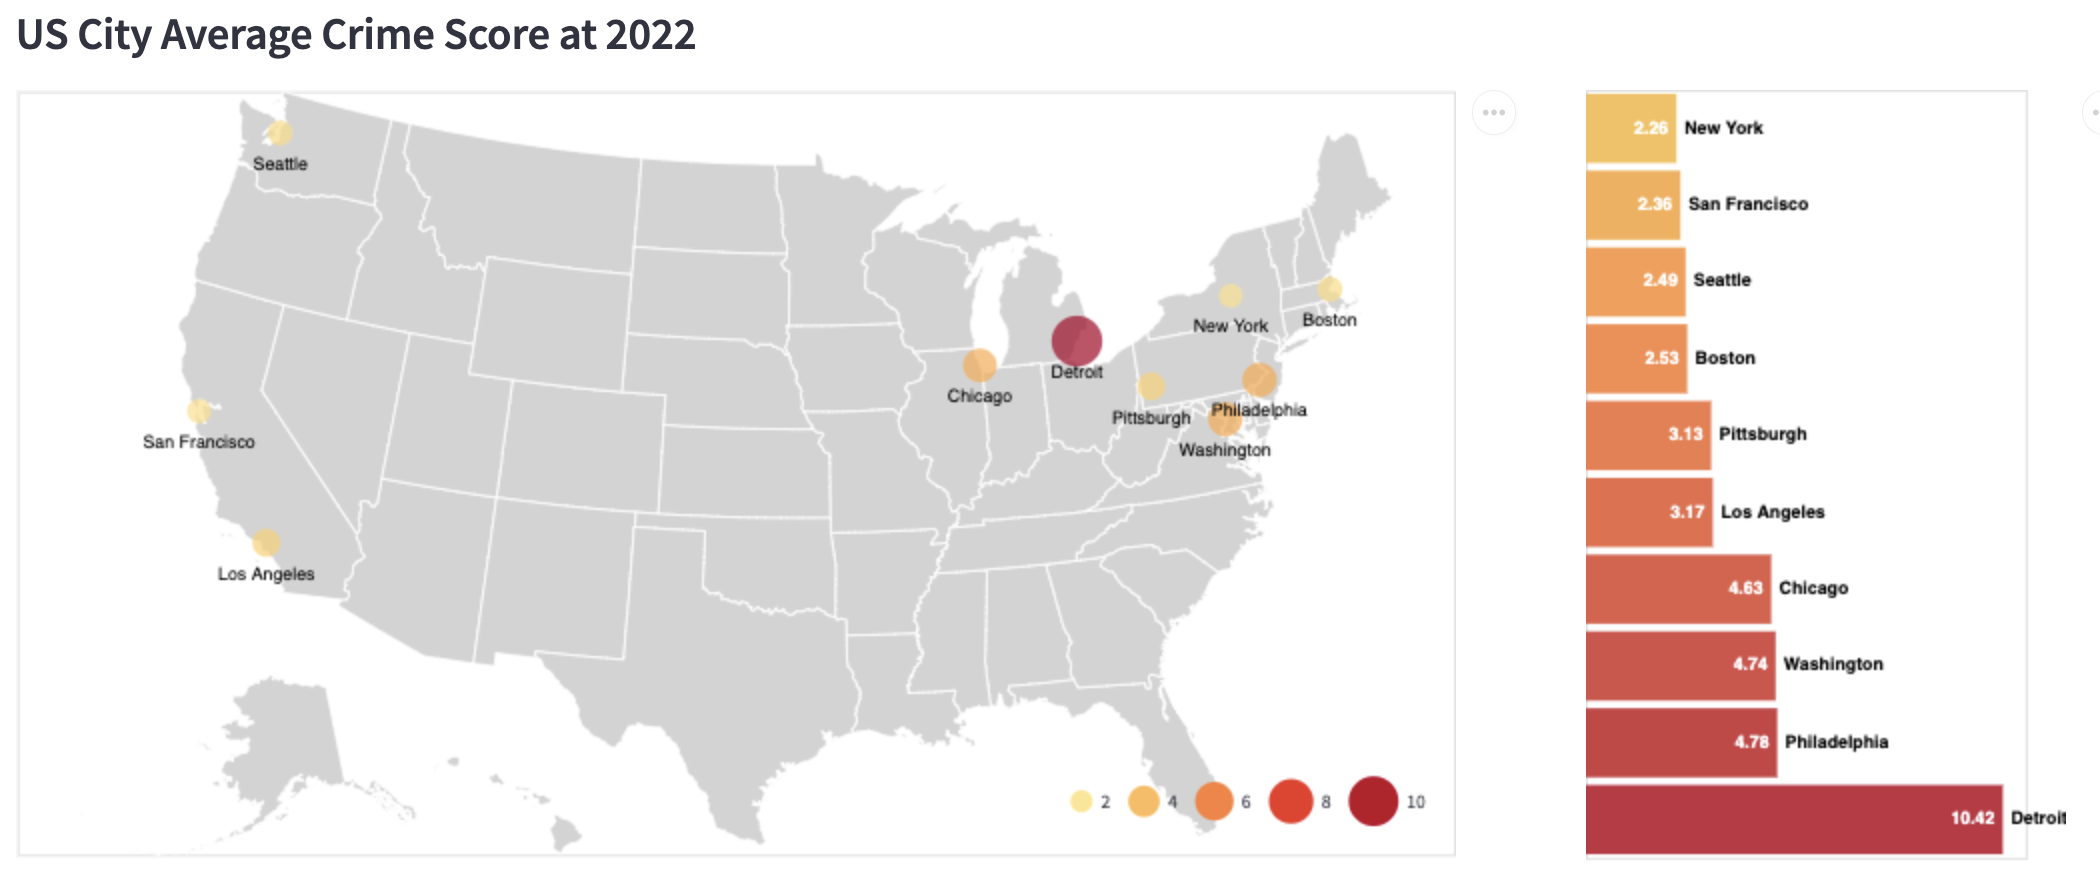 US City Average Crime Score at 2022
Seattle
New York
Boston
Detroit
Chicago
Pittsburgh
Philadelphia
San Francisco
Washington
Los Angeles
2 4 6 8 10
2.26 New York
2.36 San Francisco
2.49 Seattle
2.53 Boston
3.13 Pittsburgh
3.17 Los Angeles
4.63 Chicago
4.74 Washington
4.78 Philadelphia
10.42 Detroit